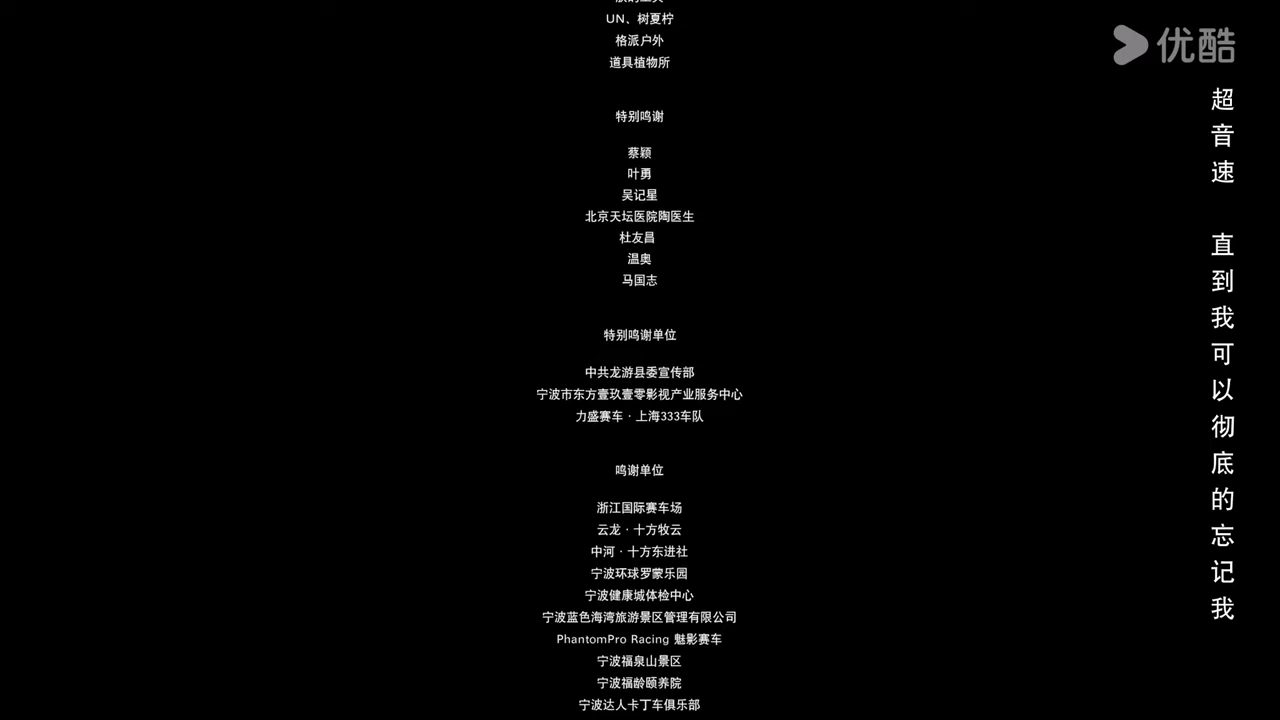 UN、树夏柠
格派户外
道具植物所
特别鸣谢
蔡颖
叶勇
吴记星
北京天坛医院陶医生
杜友昌
温奥
马国志
特别鸣谢单位
中共龙游县委宣传部
宁波市东方壹玖壹零影视产业服务中心
力盛赛车·上海333车队
鸣谢单位
浙江国际赛车场
云龙·十方牧云
中河·十方东进社
宁波环球罗蒙乐园
宁波健康城体检中心
宁波蓝色海湾旅游景区管理有限公司
PhantomPro Racing 魅影赛车
宁波福泉山景区
宁波福龄颐养院
宁波达人卡丁车俱乐部
优酷
超音速 直到我可以彻底的忘记我